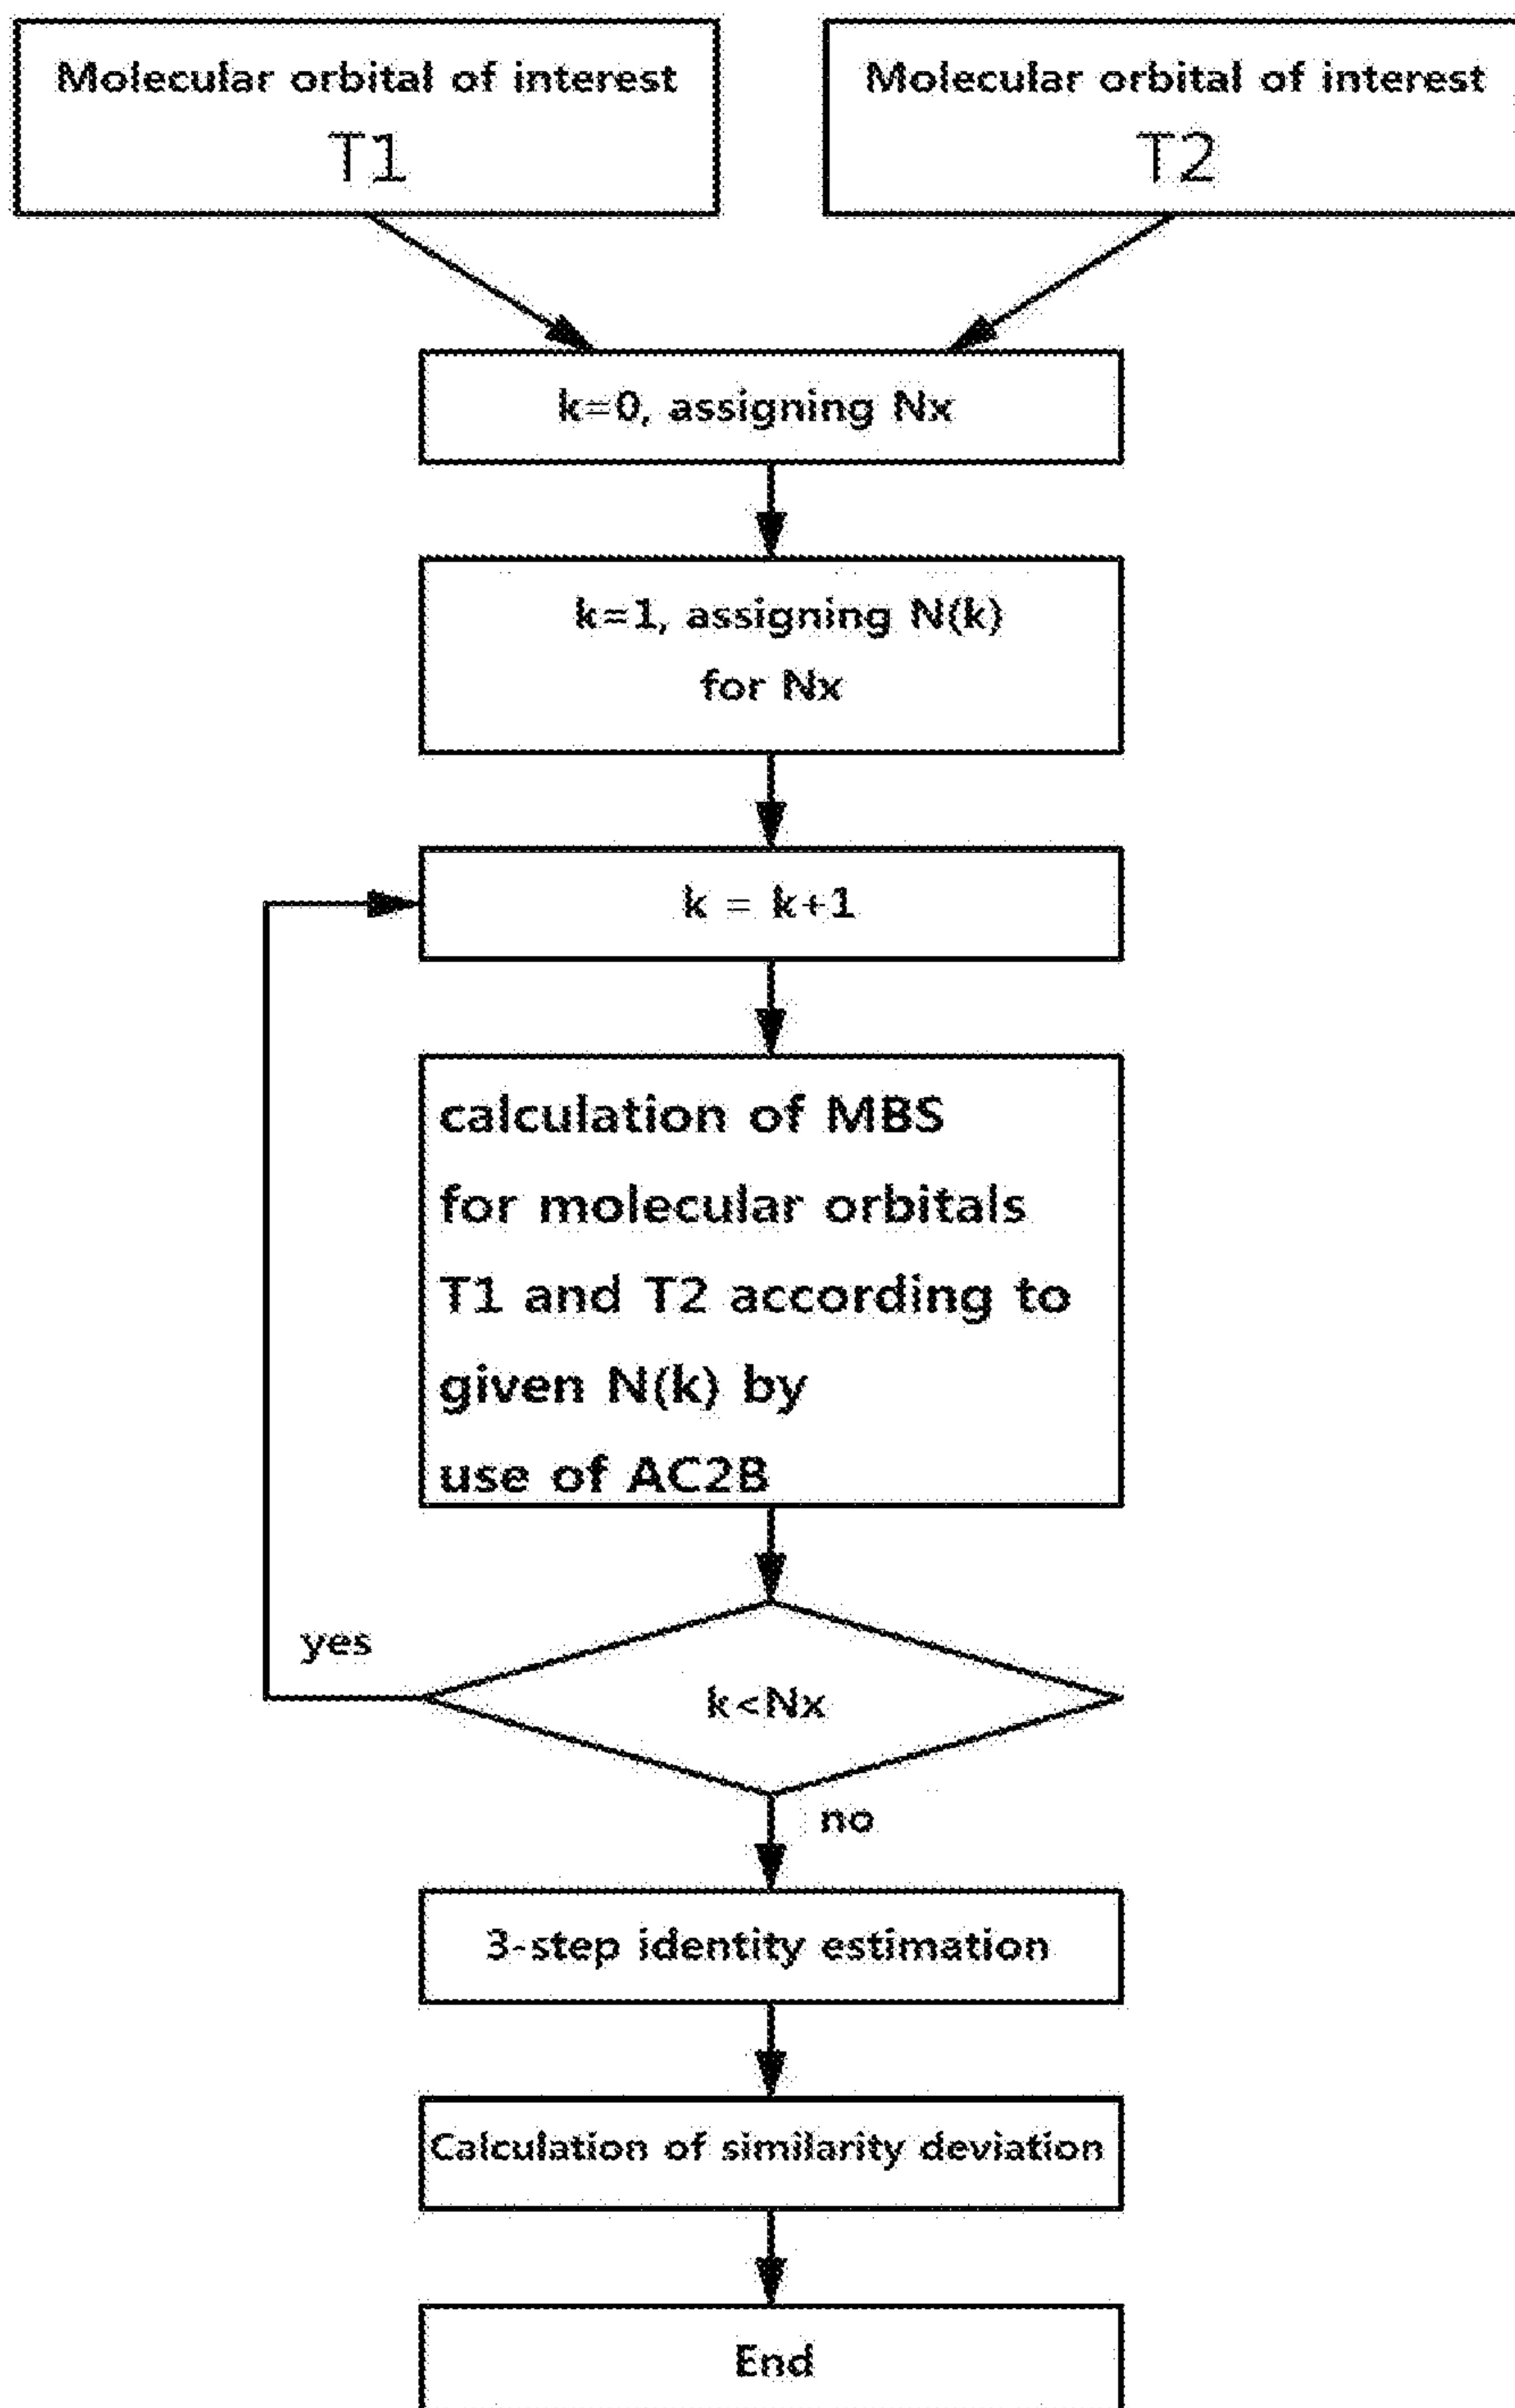 Molecular orbital of interest
T1
Molecular orbital of interest
T2
k=0, assigning Nx
k=1, assigning N(k)
for Nx
k = k+1
calculation of MBS
for molecular orbitals
T1 and T2 according to
given N(k) by
use of AC2B
yes
k<Nx
no
3-step identity estimation
Calculation of similarity deviation
End